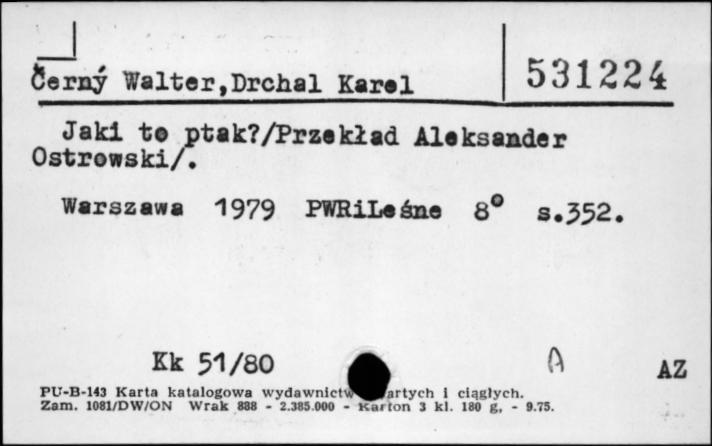 Černý Walter,Drchal Karel 531224
Jaki to ptak?/Przekład Aleksander
Ostrowski/.
Warszawa 1979 PWRiLeśne 8° s.352.
Kk 51/80 A AZ
PU-B-143 Karta katalogowa wydawnictw artych i ciągłych.
Zam. 1081/DW/ON Wrak 888 - 2.385.000 - Karton 3 kl. 180 g, - 9.75.